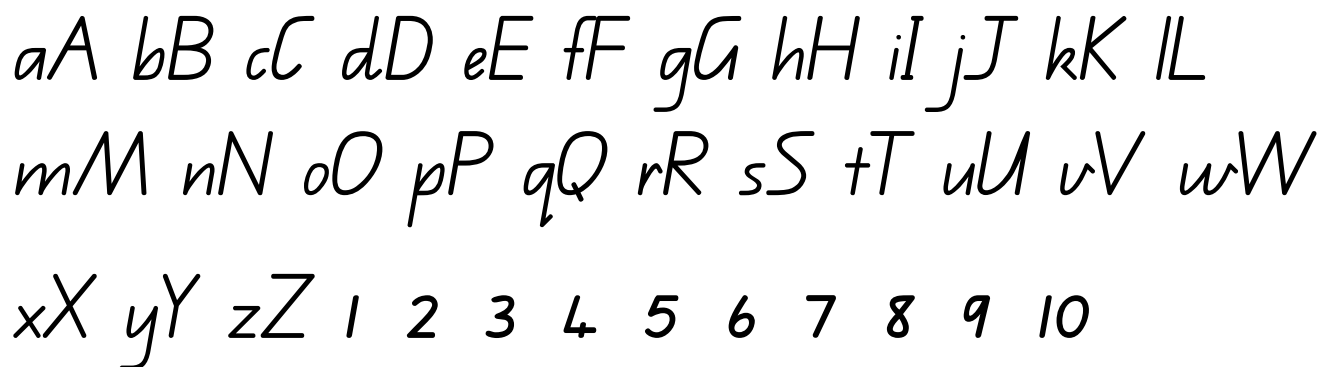 aA bB cC dD eE fF gG hH iI jJ kK lL
mM nN oO pP qQ rR sS tT uU vV wW
xX yY zZ 1 2 3 4 5 6 7 8 9 10